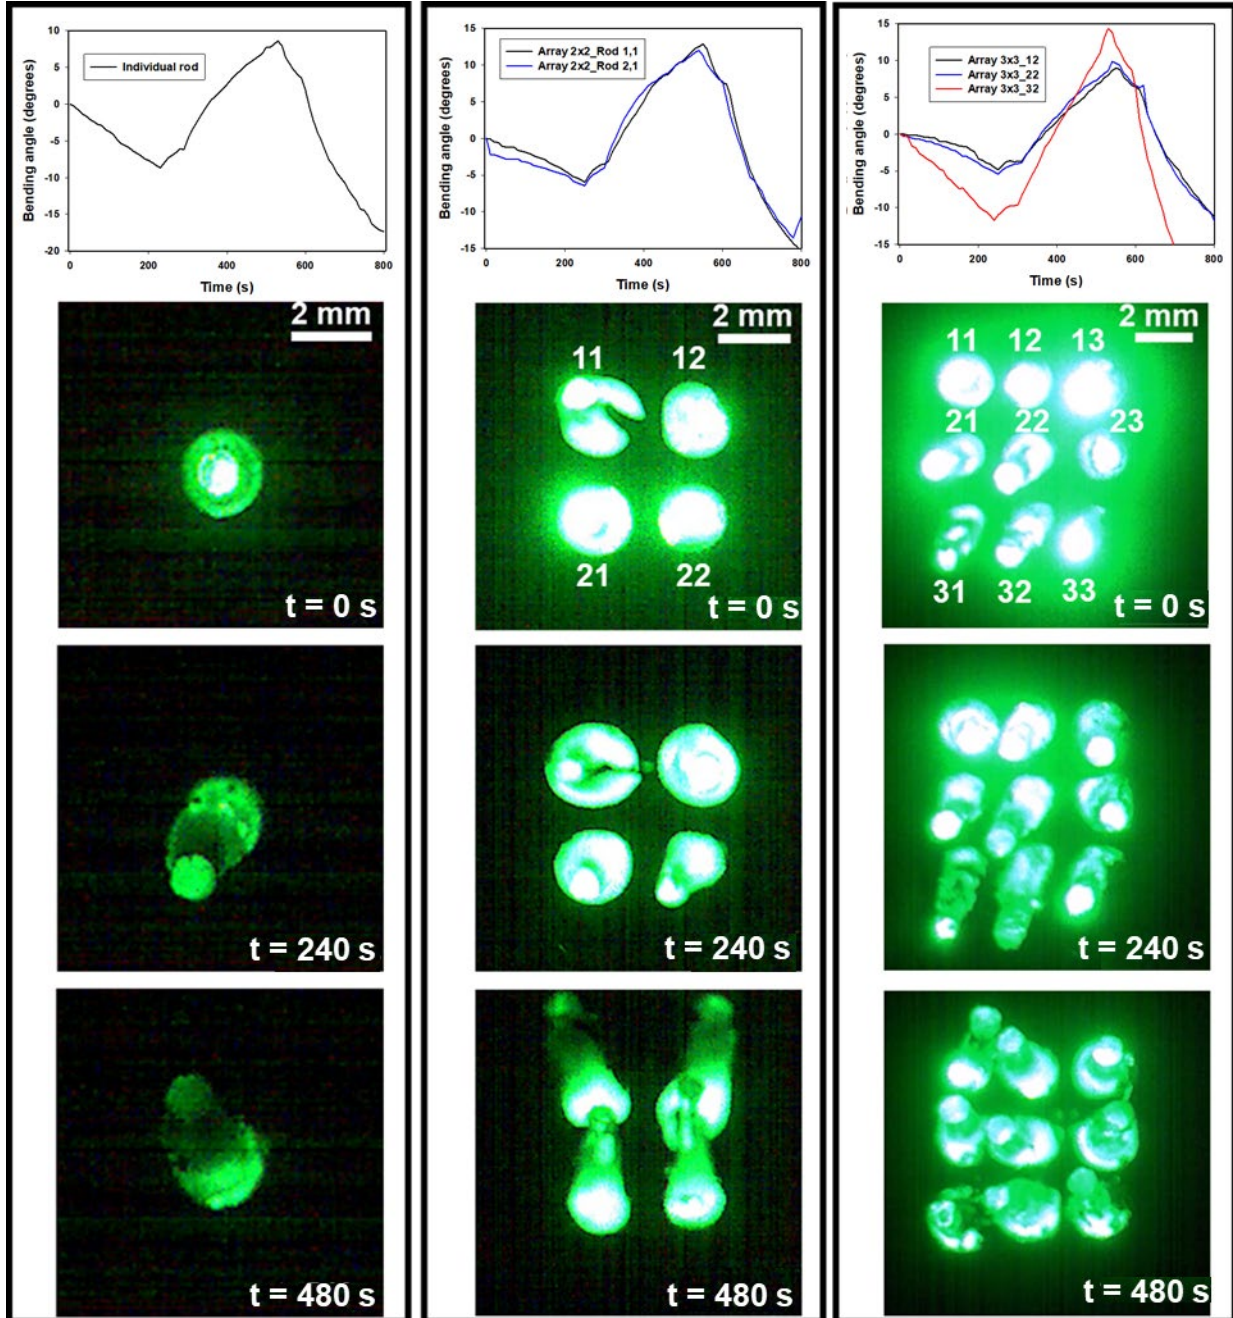 10
5
0
-5
-10
-15
-20
Bending angle (degrees)
Individual rod
0 200 400 600 800
Time (s)
2 mm
t = 0 s
t = 240 s
t = 480 s
15
10
5
0
-5
-10
15
Bending angle (degrees)
Array 2x2_Rod 1,1
Array 2x2_Rod 2,1
0 200 400 600 800
Time (s)
2 mm
11 12
21 22
t = 0 s
t = 240 s
t = 480 s
15
10
5
0
-5
-10
15
Bending angle (degrees)
Array 3x3_12
Array 3x3_22
Array 3x3_32
0 200 400 600 800
Time (s)
2 mm
11 12 13
21 22 23
31 32 33
t = 0 s
t = 240 s
t = 480 s